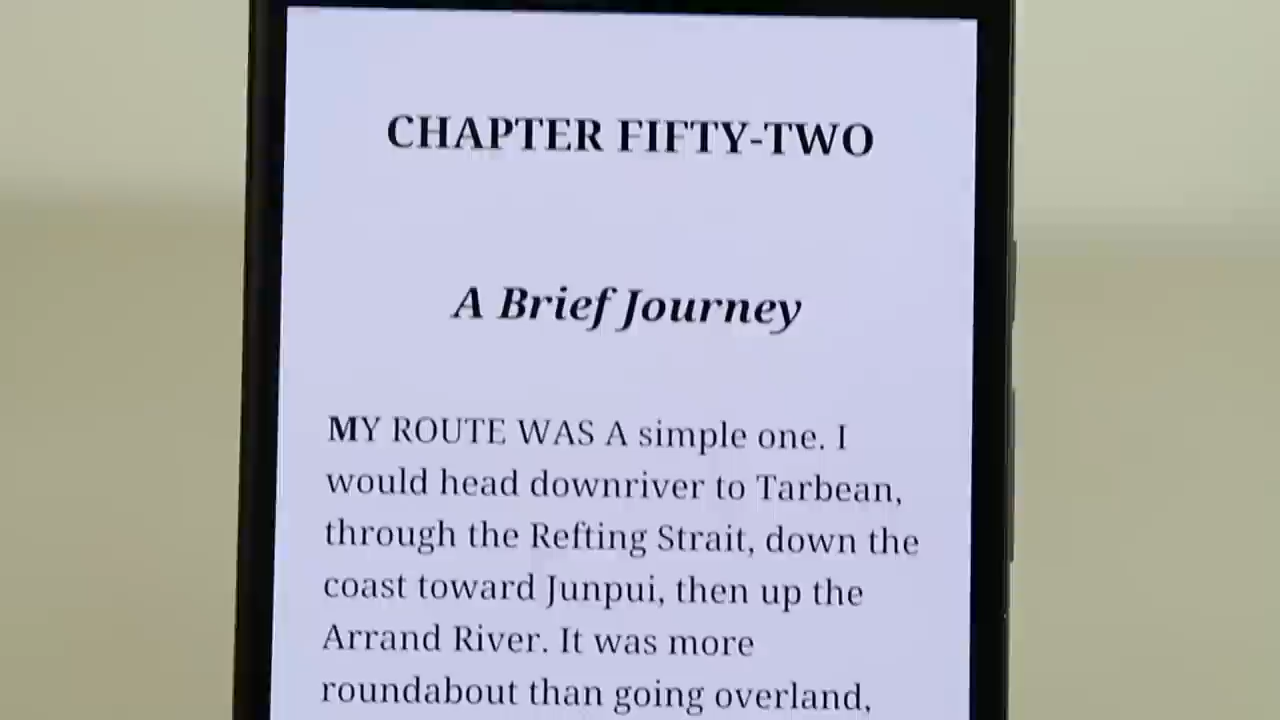 CHAPTER FIFTY-TWO
A Brief Journey
MY ROUTE WAS A simple one. I
would head downriver to Tarbean,
through the Refting Strait, down the
coast toward Junpui, then up the
Arrand River. It was more
roundabout than going overland,